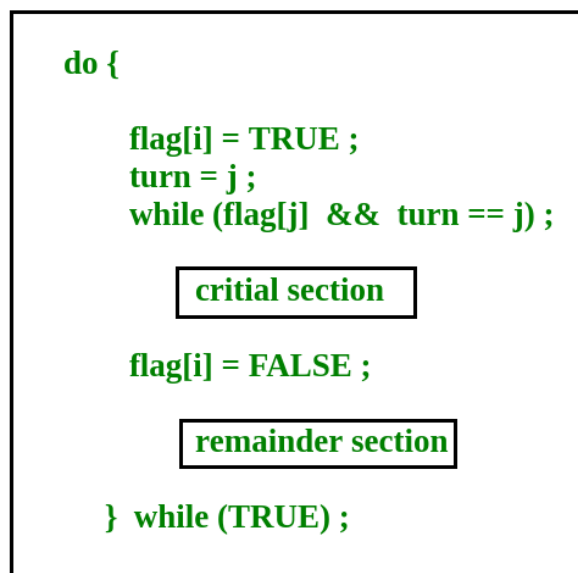 do {
flag[i] = TRUE ;
turn = j ;
while (flag[j] && turn == j) ;
critial section
flag[i] = FALSE ;
remainder section
} while (TRUE) ;